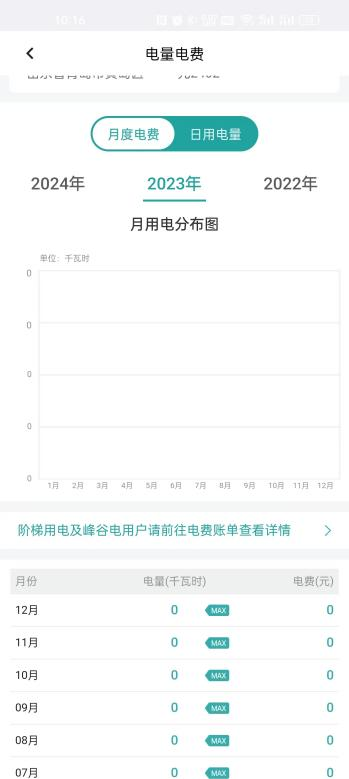 10:16
电量电费
月度电费 日用电量
2024年 2023年 2022年
月用电分布图
单位：千瓦时
0
0
0
0
0
1月 2月 3月 4月 5月 6月 7月 8月 9月 10月 11月 12月
阶梯用电及峰谷电用户请前往电费账单查看详情
月份 电量(千瓦时) 电费(元)
12月 0 MAX 0
11月 0 MAX 0
10月 0 MAX 0
09月 0 MAX 0
08月 0 MAX 0
07月 0 MAX 0